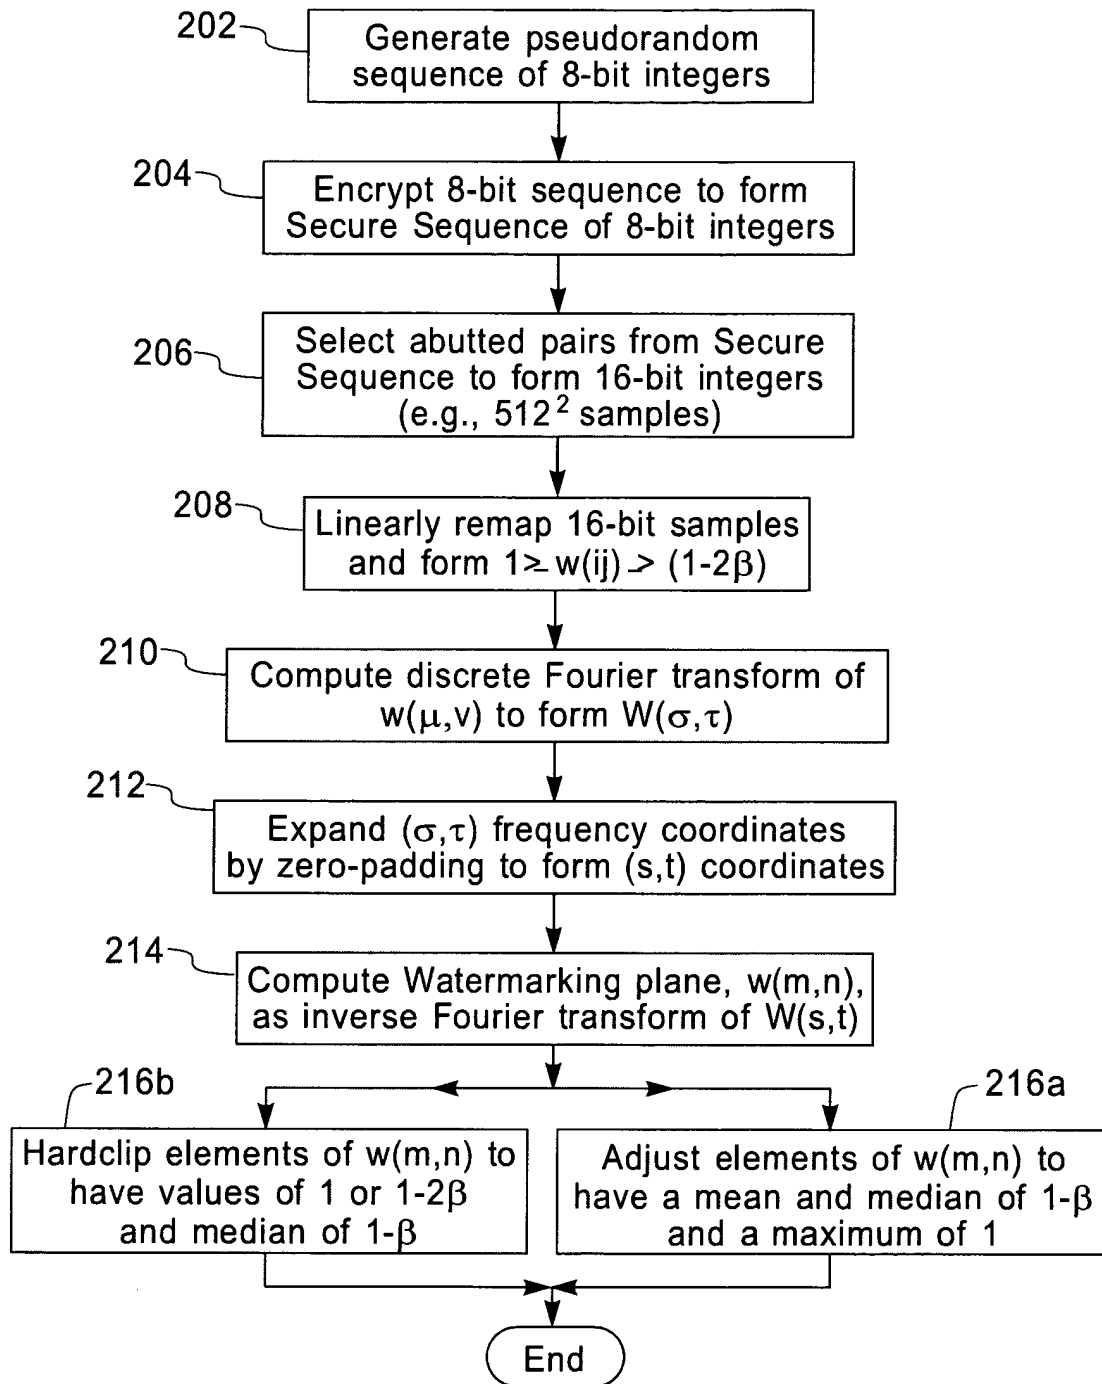 202
Generate pseudorandom
sequence of 8-bit integers
204
Encrypt 8-bit sequence to form
Secure Sequence of 8-bit integers
206
Select abutted pairs from Secure
Sequence to form 16-bit integers
(e.g., 512² samples)
208
Linearly remap 16-bit samples
and form 1≥w(ij)≥(1-2β)
210
Compute discrete Fourier transform of
w(μ,ν) to form W(σ,τ)
212
Expand (σ,τ) frequency coordinates
by zero-padding to form (s,t) coordinates
214
Compute Watermarking plane, w(m,n),
as inverse Fourier transform of W(s,t)
216b
Hardclip elements of w(m,n) to
have values of 1 or 1-2β
and median of 1-β
216a
Adjust elements of w(m,n) to
have a mean and median of 1-β
and a maximum of 1
End